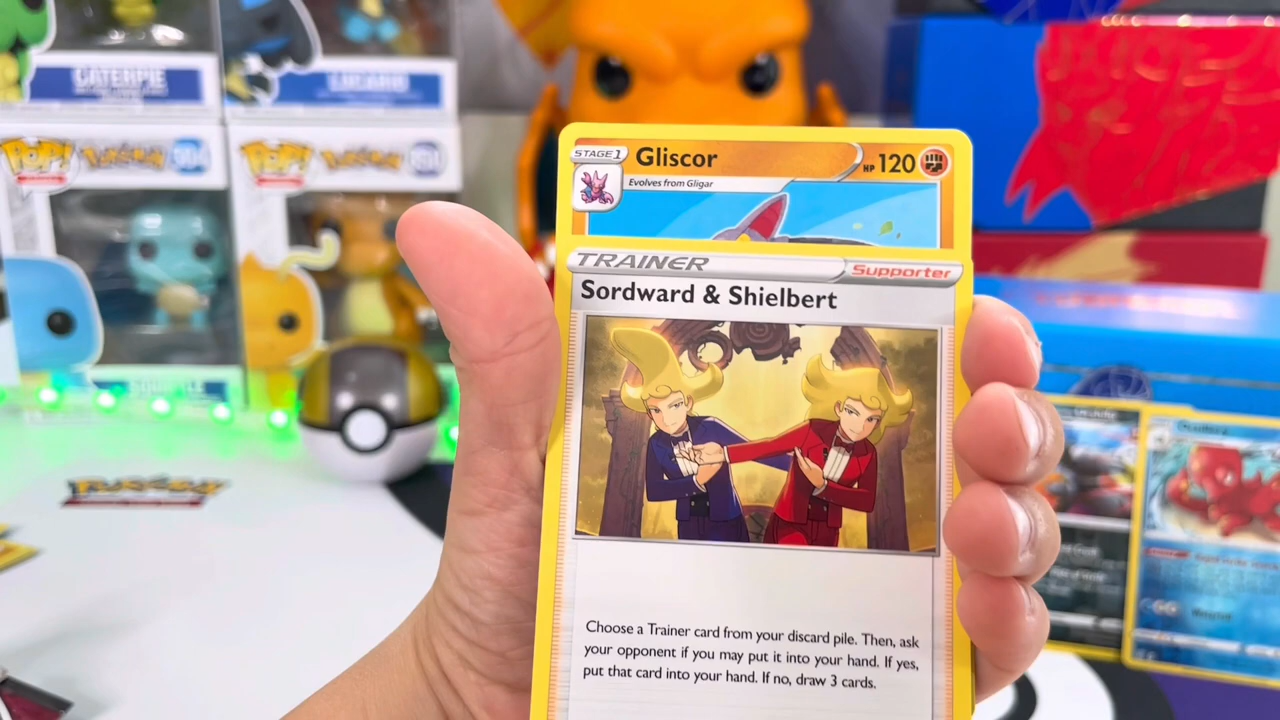 CATERPIE
LUCARIO
POP! Pokémon
POP! Pokémon
SQUIRTLE
Pokémon
STAGE 1 Gliscor HP 120
Evolves from Gligar
TRAINER Supporter
Sordward & Shielbert
Choose a Trainer card from your discard pile. Then, ask
your opponent if you may put it into your hand. If yes,
put that card into your hand. If no, draw 3 cards.